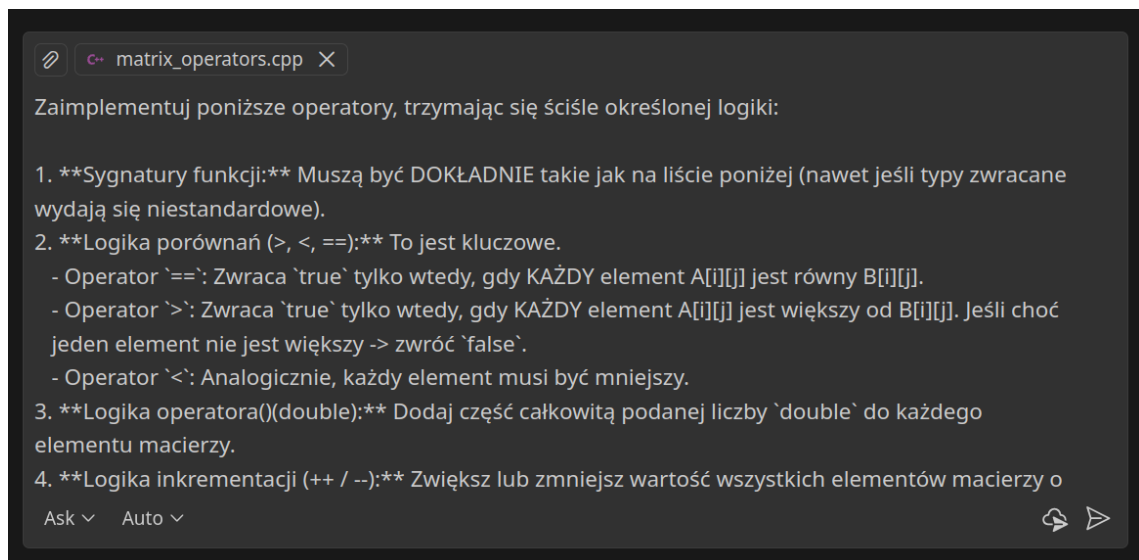 C++ matrix_operators.cpp
Zaimplementuj poniższe operatory, trzymając się ściśle określonej logiki:
1. **Sygnatury funkcji:** Muszą być DOKŁADNIE takie jak na liście poniżej (nawet jeśli typy zwracane
wydają się niestandardowe).
2. **Logika porównań (>, <, ==):** To jest kluczowe.
- Operator `==`: Zwraca `true` tylko wtedy, gdy KAŻDY element A[i][j] jest równy B[i][j].
- Operator `>`: Zwraca `true` tylko wtedy, gdy KAŻDY element A[i][j] jest większy od B[i][j]. Jeśli choć
jeden element nie jest większy -> zwróć `false`.
- Operator `<`: Analogicznie, każdy element musi być mniejszy.
3. **Logika operatora()(double):** Dodaj część całkowitą podanej liczby `double` do każdego
elementu macierzy.
4. **Logika inkrementacji (++ / --):** Zwiększ lub zmniejsz wartość wszystkich elementów macierzy o
Ask Auto